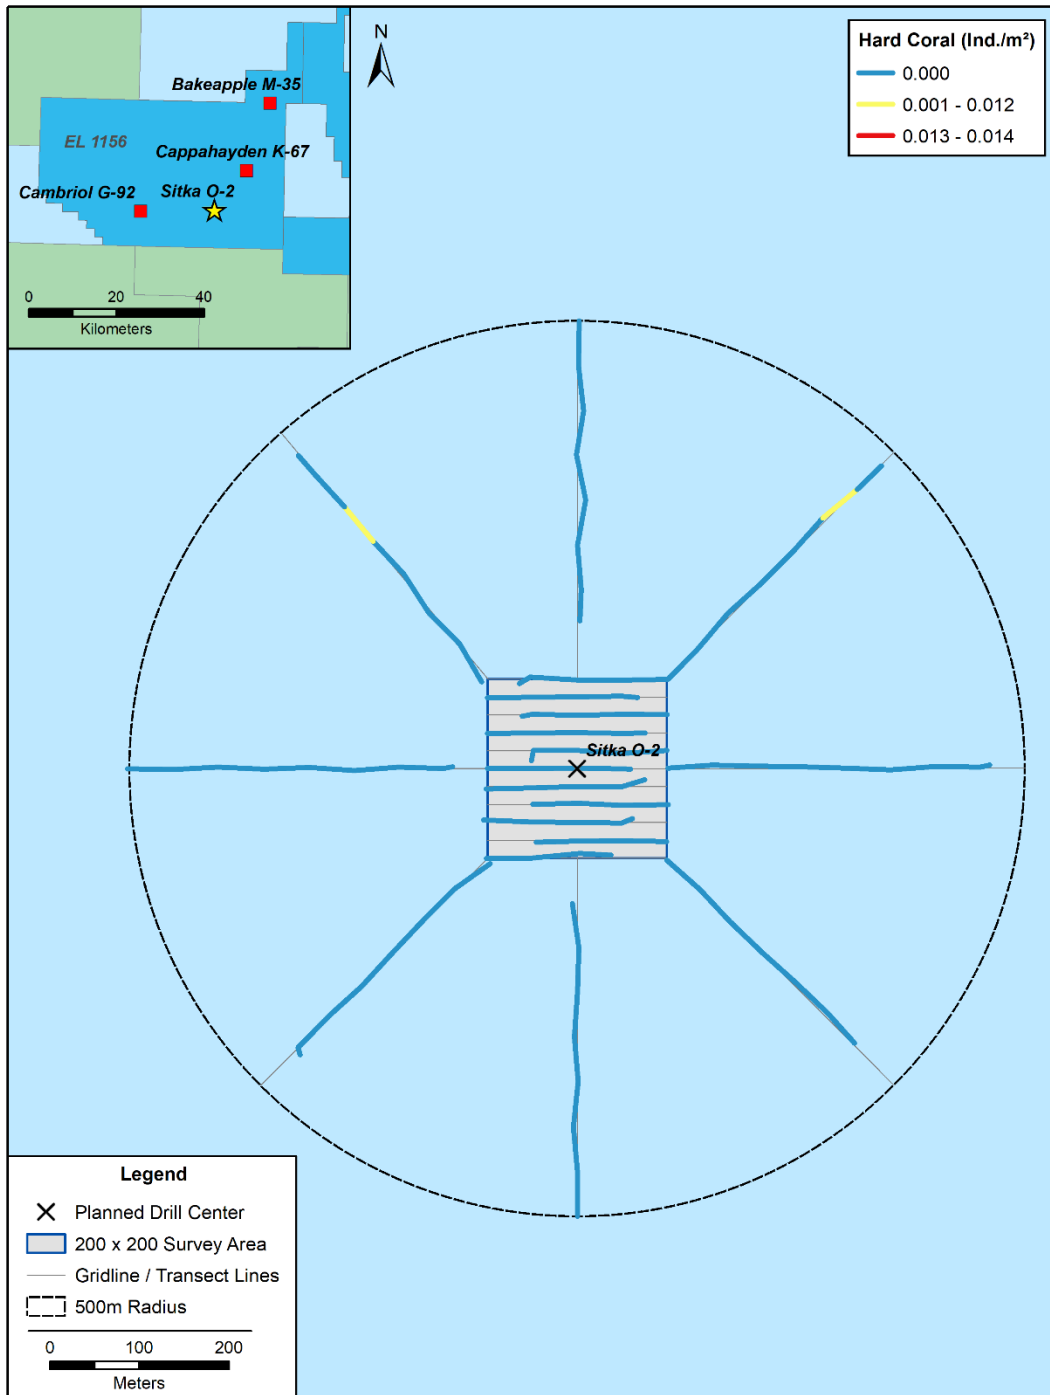 Bakeapple M-35
EL 1156
Cappahayden K-67
Cambriol G-92
Sitka O-2
0 20 40
Kilometers
N
Hard Coral (Ind./m²)
0.000
0.001 - 0.012
0.013 - 0.014
Sitka O-2
Legend
Planned Drill Center
200 x 200 Survey Area
Gridline / Transect Lines
500m Radius
0 100 200
Meters